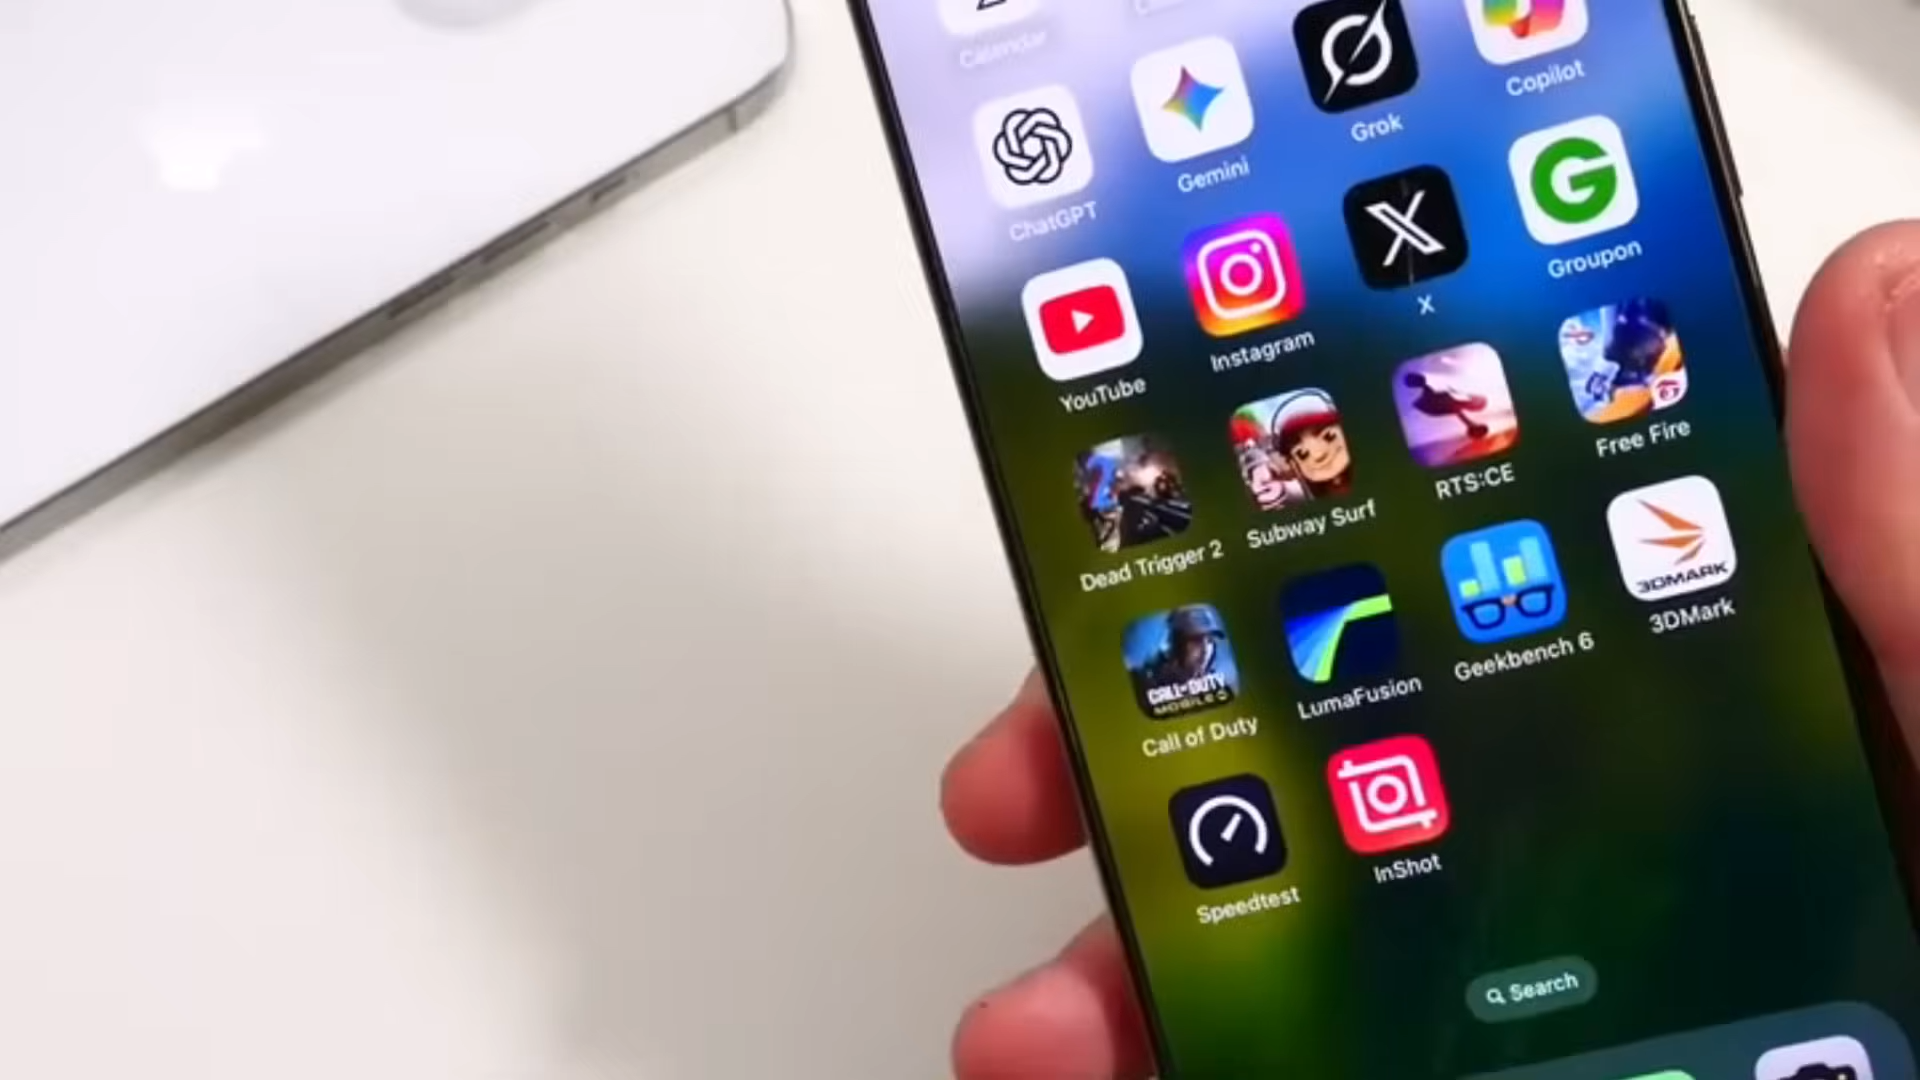 Calendar
ChatGPT
Gemini
Grok
Copilot
YouTube
Instagram
X
Groupon
Dead Trigger 2
Subway Surf
RTS:CE
Free Fire
CALL OF DUTY
MOBILE
Call of Duty
LumaFusion
Geekbench 6
3DMARK
3DMark
Speedtest
InShot
Search